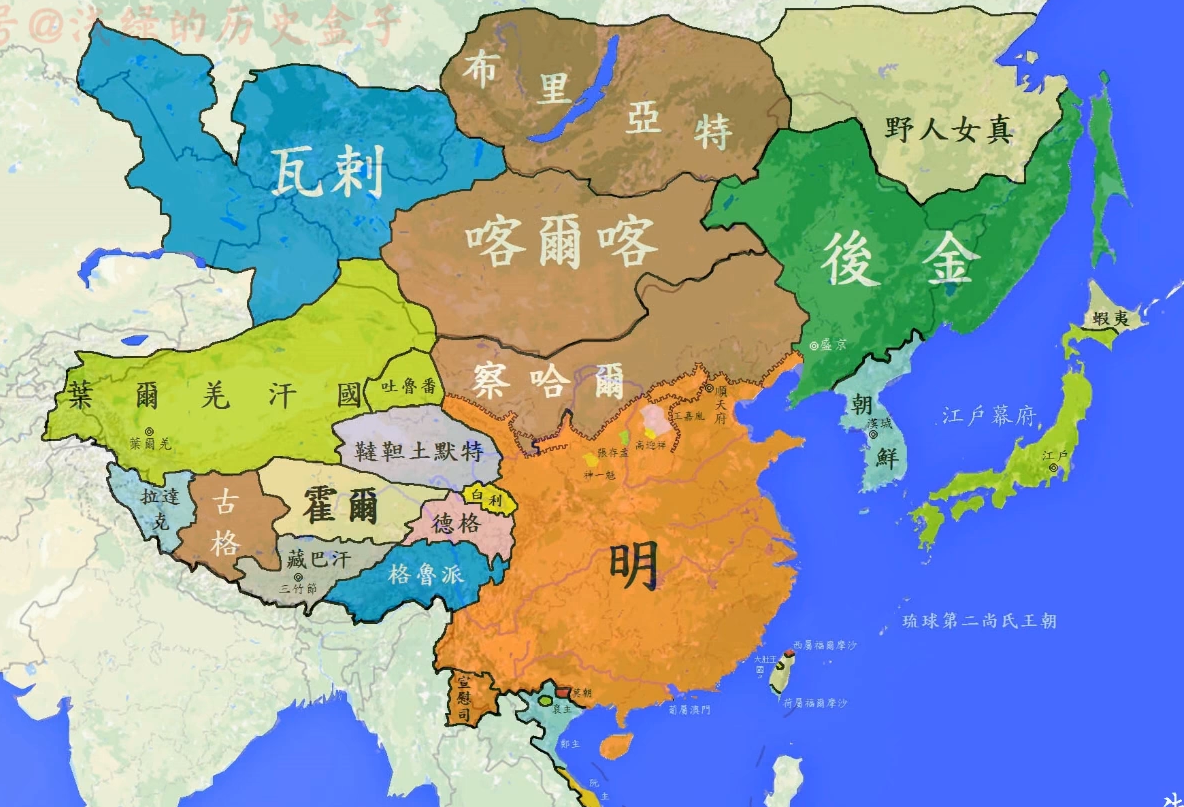 号@浅绿的历史盒子
布里亞特
野人女真
瓦剌
喀爾喀
後金
蝦夷
盛京
察哈爾
葉爾羌汗國
吐魯番
葉爾羌
順天府
王嘉胤
高迎祥
張存孟
神一魁
朝鮮
漢城
江戶幕府
江戶
韃靼土默特
拉達克
古格
霍爾
白利
德格
藏巴汗
三竹節
格魯派
明
琉球第二尚氏王朝
西屬福爾摩沙
大肚王國
荷屬福爾摩沙
葡屬澳門
宣慰司
莫朝
裒主
鄭主
阮主